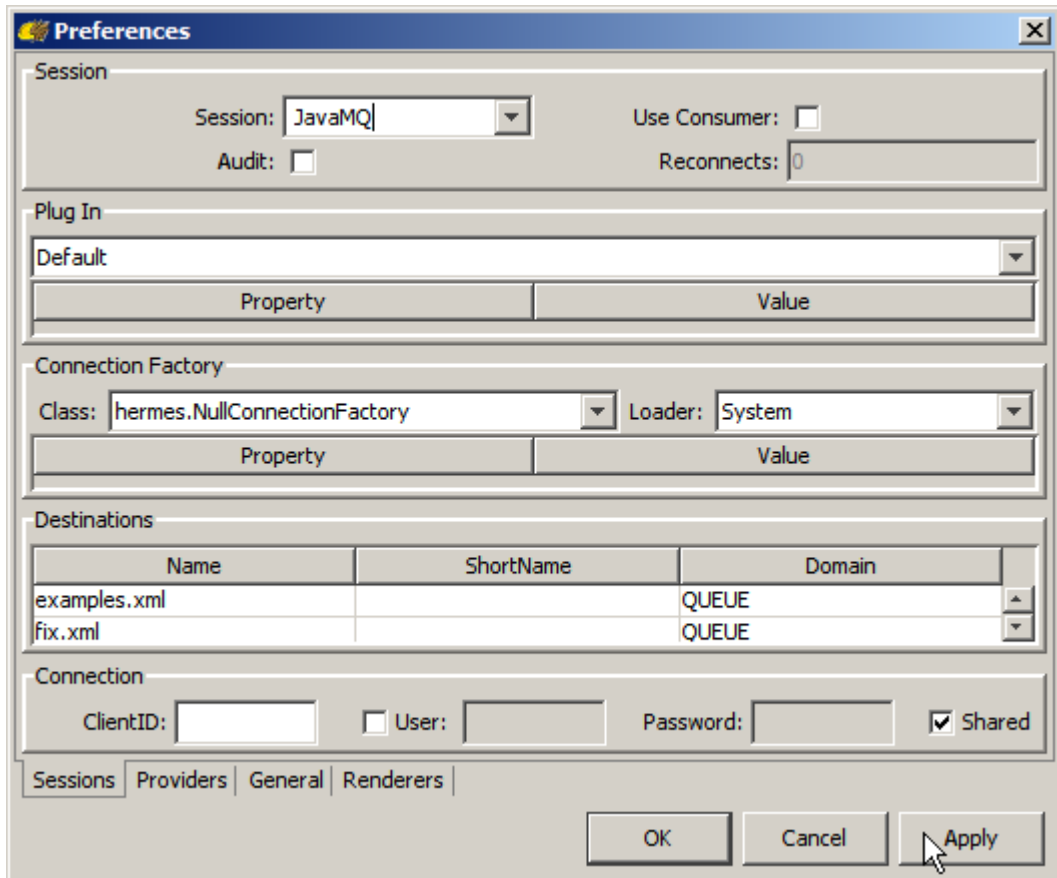 Preferences
Session
Session: JavaMQ Use Consumer:
Audit: Reconnects: 0
Plug In
Default
Property Value
Connection Factory
Class: hermes.NullConnectionFactory Loader: System
Property Value
Destinations
Name ShortName Domain
examples.xml QUEUE
fix.xml QUEUE
Connection
ClientID: User: Password: Shared
Sessions Providers General Renderers
OK Cancel Apply